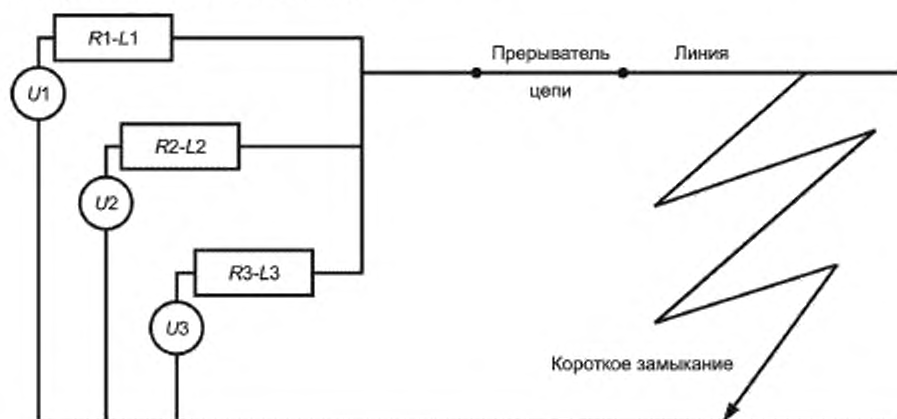 R1-L1
Прерыватель
Линия
U1
цепи
R2-L2
U2
R3-L3
U3
Короткое замыкание